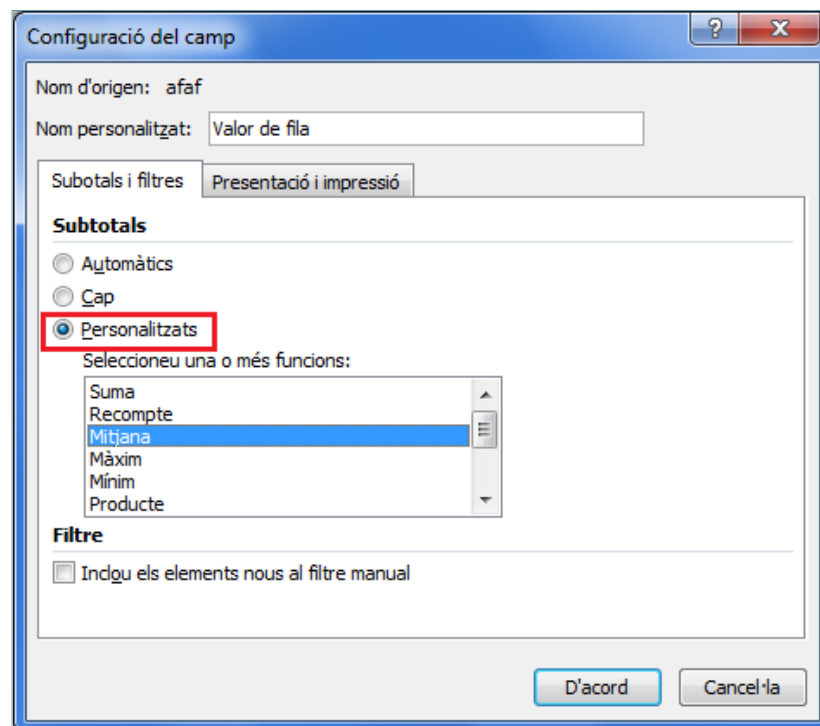 Configuració del camp
Nom d'origen: afaf
Nom personalitzat: Valor de fila
Subotals i filtres Presentació i impressió
Subtotals
Automàtics
Cap
Personalitzats
Seleccioneu una o més funcions:
Suma
Recompte
Mitjana
Màxim
Mínim
Producte
Filtre
Inclou els elements nous al filtre manual
D'acord Cancel·la